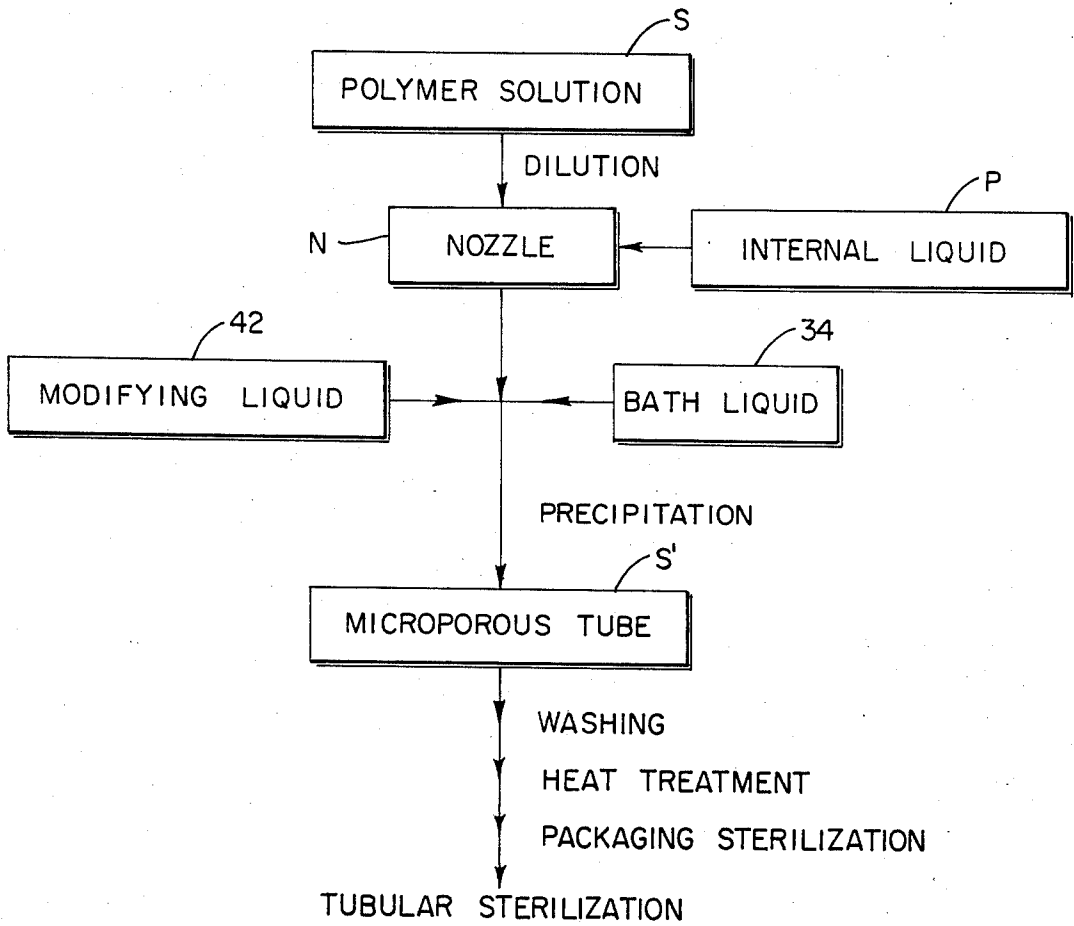 S
POLYMER SOLUTION
DILUTION
P
N
NOZZLE
INTERNAL LIQUID
42
34
MODIFYING LIQUID
BATH LIQUID
PRECIPITATION
S'
MICROPOROUS TUBE
WASHING
HEAT TREATMENT
PACKAGING STERILIZATION
TUBULAR STERILIZATION